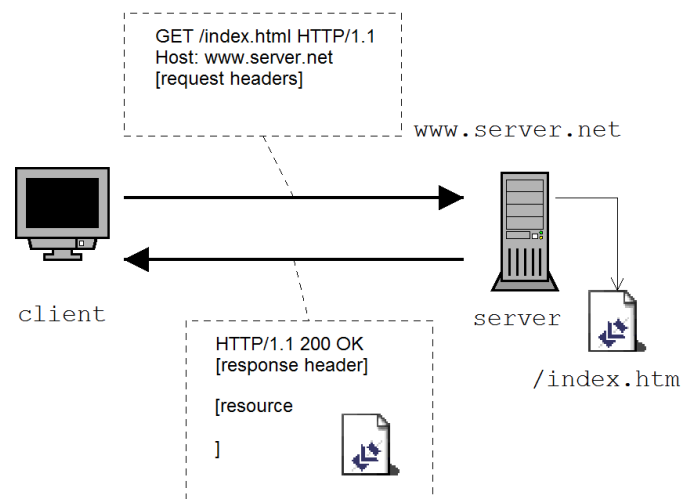 GET /index.html HTTP/1.1
Host: www.server.net
[request headers]
www.server.net
client
server
/index.htm
HTTP/1.1 200 OK
[response header]
[resource
]